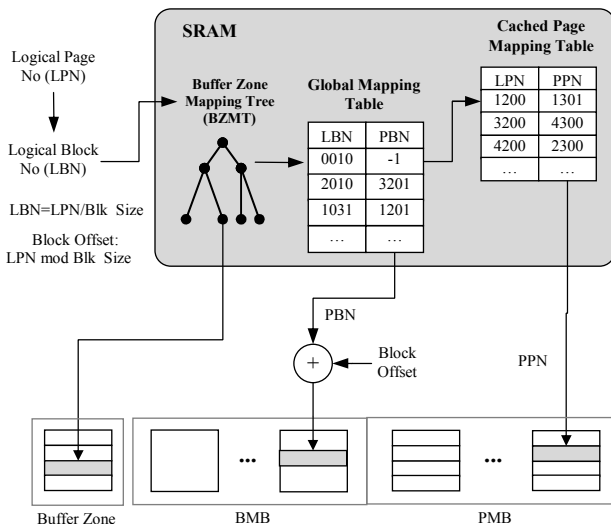 SRAM
Logical Page
No (LPN)
Logical Block
No (LBN)
LBN=LPN/Blk Size
Block Offset:
LPN mod Blk Size
Buffer Zone
Mapping Tree
(BZMT)
Global Mapping
Table
LBN PBN
0010 -1
2010 3201
1031 1201
... ...
Cached Page
Mapping Table
LPN PPN
1200 1301
3200 4300
4200 2300
... ...
PBN
+
Block
Offset
PPN
...
...
Buffer Zone
BMB
PMB